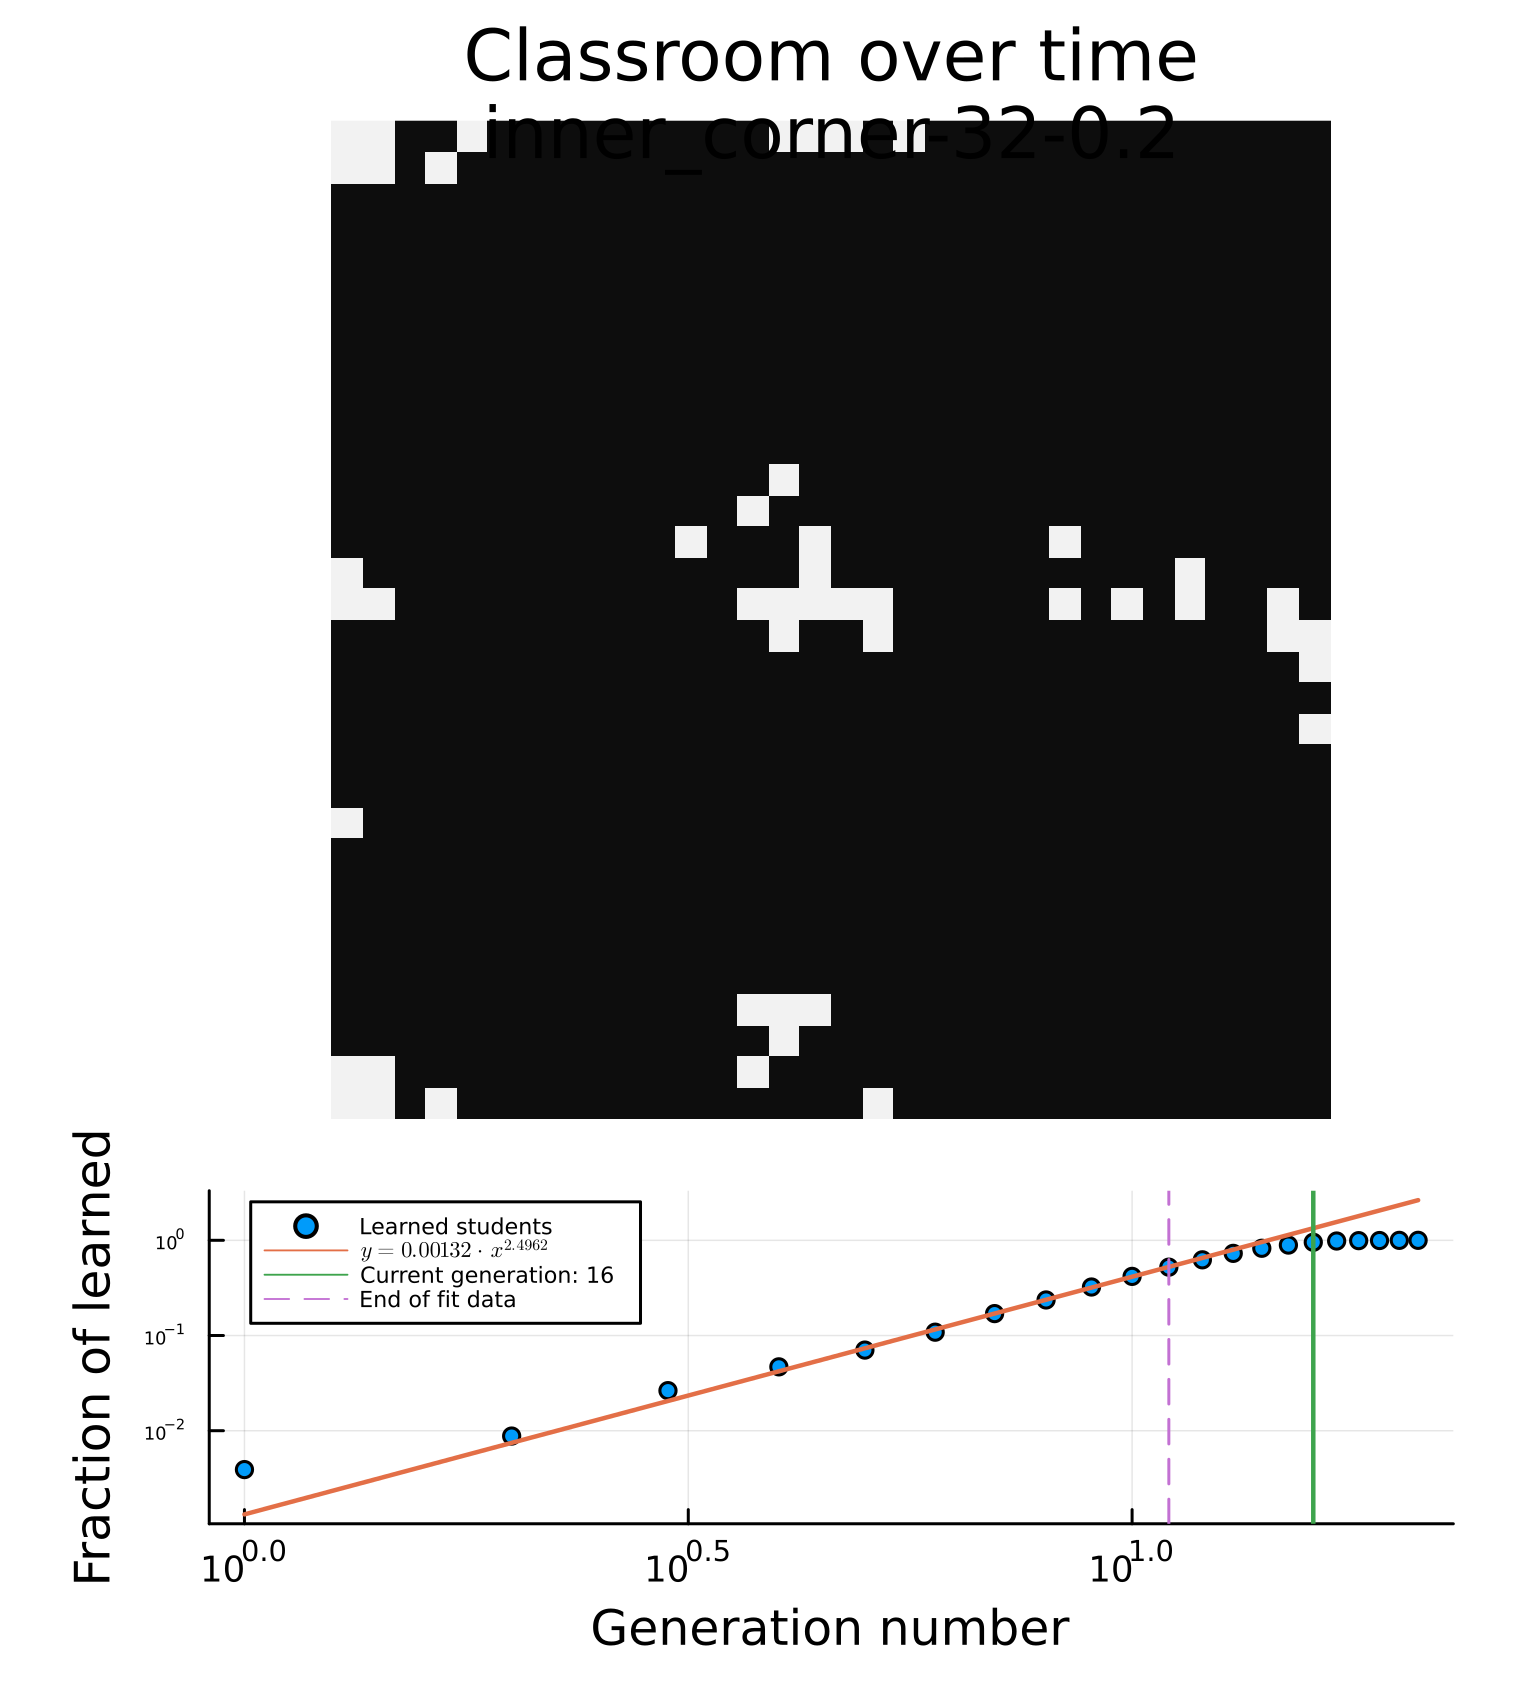 Classroom over time
inner_corner-32-0.2
Fraction of learned
10^0
10^−1
10^−2
Learned students
y = 0.00132 · x^2.4962
Current generation: 16
End of fit data
10^0.0
10^0.5
10^1.0
Generation number